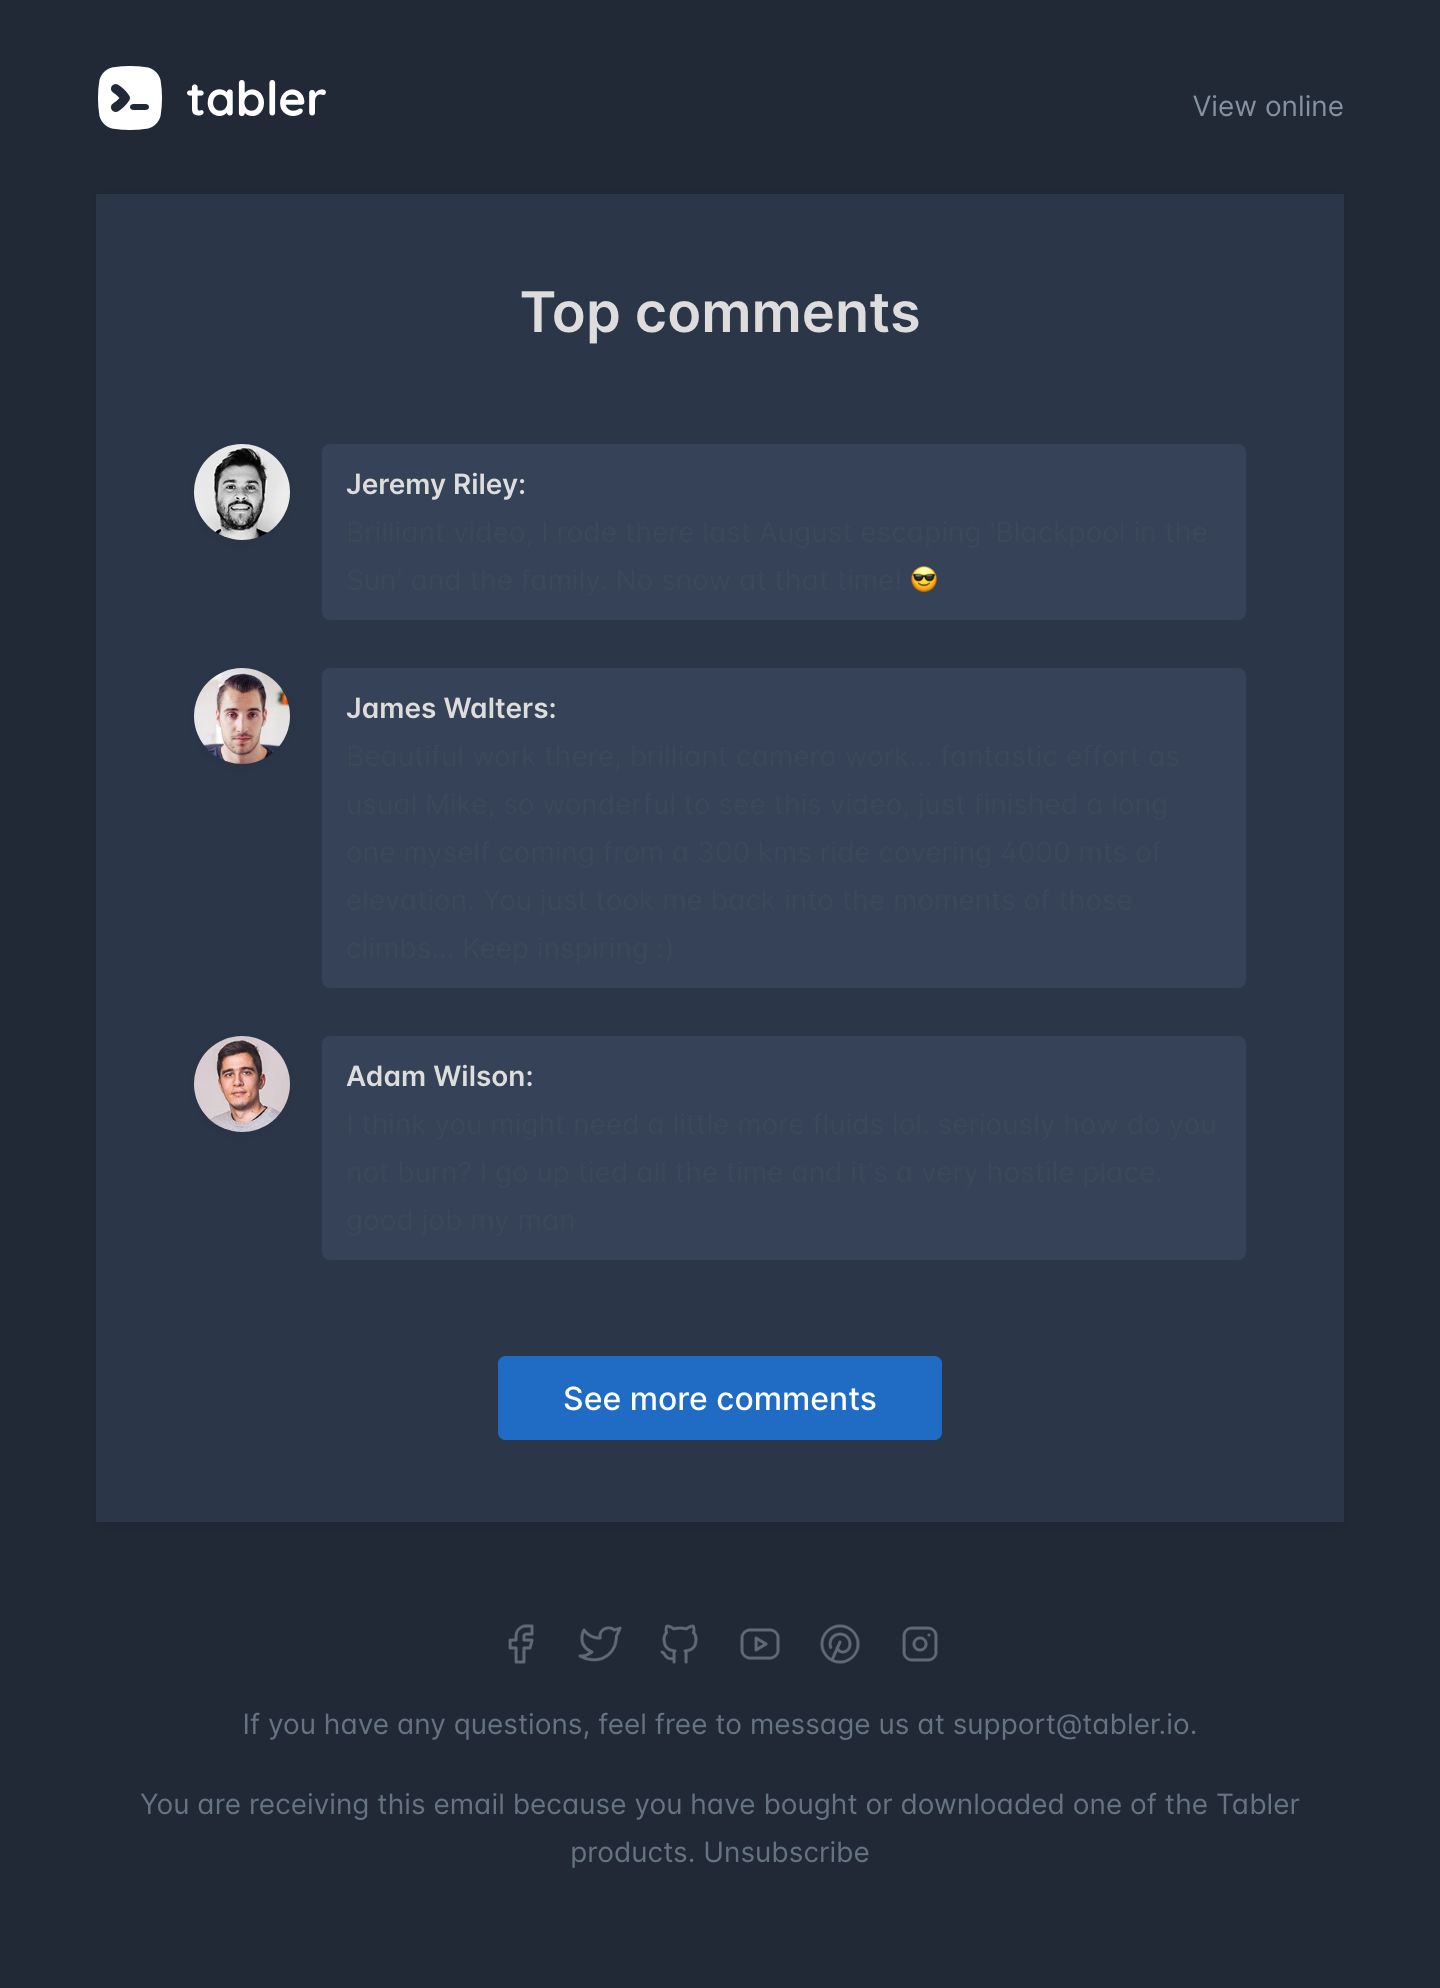 tabler
View online
Top comments
Jeremy Riley:
Brilliant video, I rode there last August escaping 'Blackpool in the
Sun' and the family. No snow at that time! 😎
James Walters:
Beautiful work there, brilliant camera work... fantastic effort as
usual Mike, so wonderful to see this video, just finished a long
one myself coming from a 300 kms ride covering 4000 mts of
elevation. You just took me back into the moments of those
climbs... Keep inspiring :)
Adam Wilson:
I think you might need a little more fluids lol. seriously how do you
not burn? I go up tied all the time and it's a very hostile place.
good job my man
See more comments
If you have any questions, feel free to message us at support@tabler.io.
You are receiving this email because you have bought or downloaded one of the Tabler
products. Unsubscribe